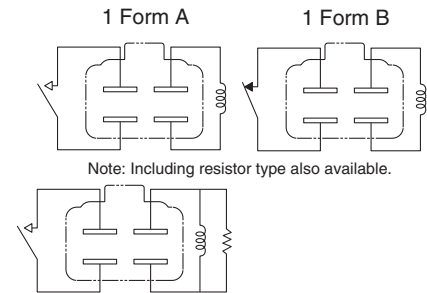 1 Form A
1 Form B
Note: Including resistor type also available.